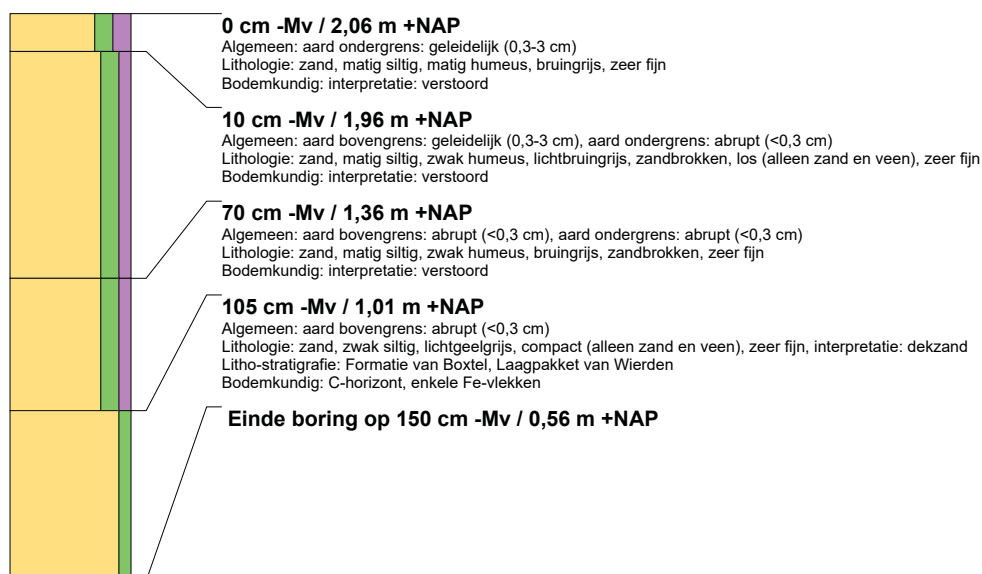 0 cm -Mv / 2,06 m +NAP
Algemeen: aard ondergrens: geleidelijk (0,3-3 cm)
Lithologie: zand, matig siltig, matig humeus, bruingrijs, zeer fijn
Bodemkundig: interpretatie: verstoord
10 cm -Mv / 1,96 m +NAP
Algemeen: aard bovengrens: geleidelijk (0,3-3 cm), aard ondergrens: abrupt (<0,3 cm)
Lithologie: zand, matig siltig, zwak humeus, lichtbruingrijs, zandbrokken, los (alleen zand en veen), zeer fijn
Bodemkundig: interpretatie: verstoord
70 cm -Mv / 1,36 m +NAP
Algemeen: aard bovengrens: abrupt (<0,3 cm), aard ondergrens: abrupt (<0,3 cm)
Lithologie: zand, matig siltig, zwak humeus, bruingrijs, zandbrokken, zeer fijn
Bodemkundig: interpretatie: verstoord
105 cm -Mv / 1,01 m +NAP
Algemeen: aard bovengrens: abrupt (<0,3 cm)
Lithologie: zand, zwak siltig, lichtgeelgrijs, compact (alleen zand en veen), zeer fijn, interpretatie: dekzand
Litho-stratigrafie: Formatie van Boxtel, Laagpakket van Wierden
Bodemkundig: C-horizont, enkele Fe-vlekken
Einde boring op 150 cm -Mv / 0,56 m +NAP